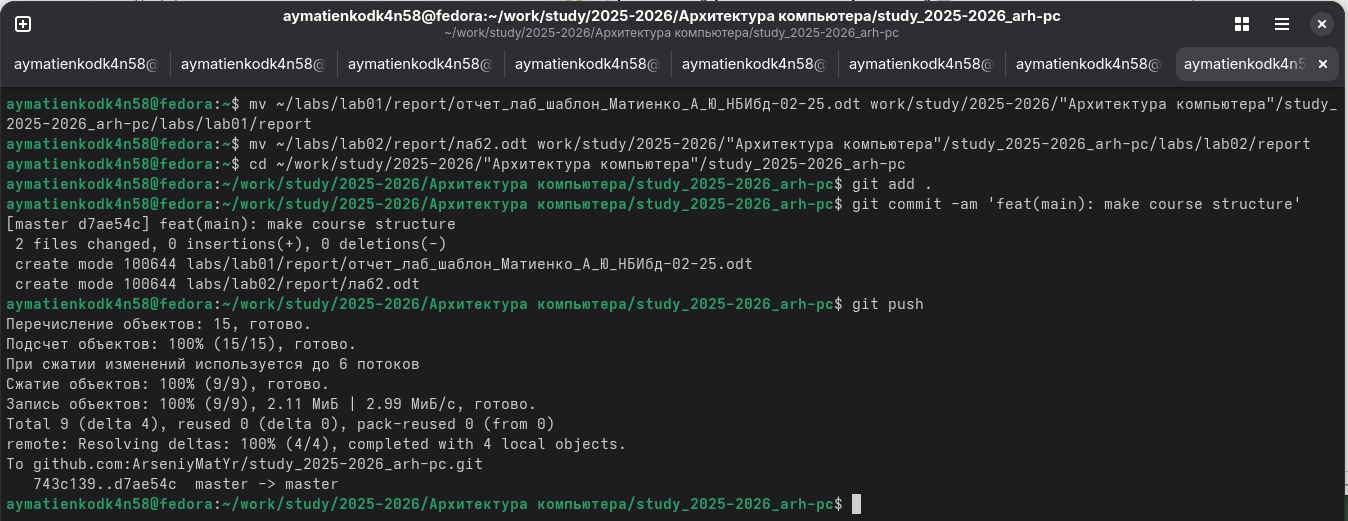 aymatienkodk4n58@fedora:~/work/study/2025-2026/Архитектура компьютера/study_2025-2026_arh-pc
~/work/study/2025-2026/Архитектура компьютера/study_2025-2026_arh-pc
aymatienkodk4n58@ aymatienkodk4n58@ aymatienkodk4n58@ aymatienkodk4n58@ aymatienkodk4n58@ aymatienkodk4n58@ aymatienkodk4n58@ aymatienkodk4n5
aymatienkodk4n58@fedora:~$ mv ~/labs/lab01/report/отчет_лаб_шаблон_Матиенко_А_Ю_НБИбд-02-25.odt work/study/2025-2026/"Архитектура компьютера"/study_
2025-2026_arh-pc/labs/lab01/report
aymatienkodk4n58@fedora:~$ mv ~/labs/lab02/report/ла62.odt work/study/2025-2026/"Архитектура компьютера"/study_2025-2026_arh-pc/labs/lab02/report
aymatienkodk4n58@fedora:~$ cd ~/work/study/2025-2026/"Архитектура компьютера"/study_2025-2026_arh-pc
aymatienkodk4n58@fedora:~/work/study/2025-2026/Архитектура компьютера/study_2025-2026_arh-pc$ git add .
aymatienkodk4n58@fedora:~/work/study/2025-2026/Архитектура компьютера/study_2025-2026_arh-pc$ git commit -am 'feat(main): make course structure'
[master d7ae54c] feat(main): make course structure
2 files changed, 0 insertions(+), 0 deletions(-)
create mode 100644 labs/lab01/report/отчет_лаб_шаблон_Матиенко_А_Ю_НБИбд-02-25.odt
create mode 100644 labs/lab02/report/лаб2.odt
aymatienkodk4n58@fedora:~/work/study/2025-2026/Архитектура компьютера/study_2025-2026_arh-pc$ git push
Перечисление объектов: 15, готово.
Подсчет объектов: 100% (15/15), готово.
При сжатии изменений используется до 6 потоков
Сжатие объектов: 100% (9/9), готово.
Запись объектов: 100% (9/9), 2.11 МиБ | 2.99 МиБ/с, готово.
Total 9 (delta 4), reused 0 (delta 0), pack-reused 0 (from 0)
remote: Resolving deltas: 100% (4/4), completed with 4 local objects.
To github.com:ArseniyMatYr/study_2025-2026_arh-pc.git
743c139..d7ae54c master -> master
aymatienkodk4n58@fedora:~/work/study/2025-2026/Архитектура компьютера/study_2025-2026_arh-pc$